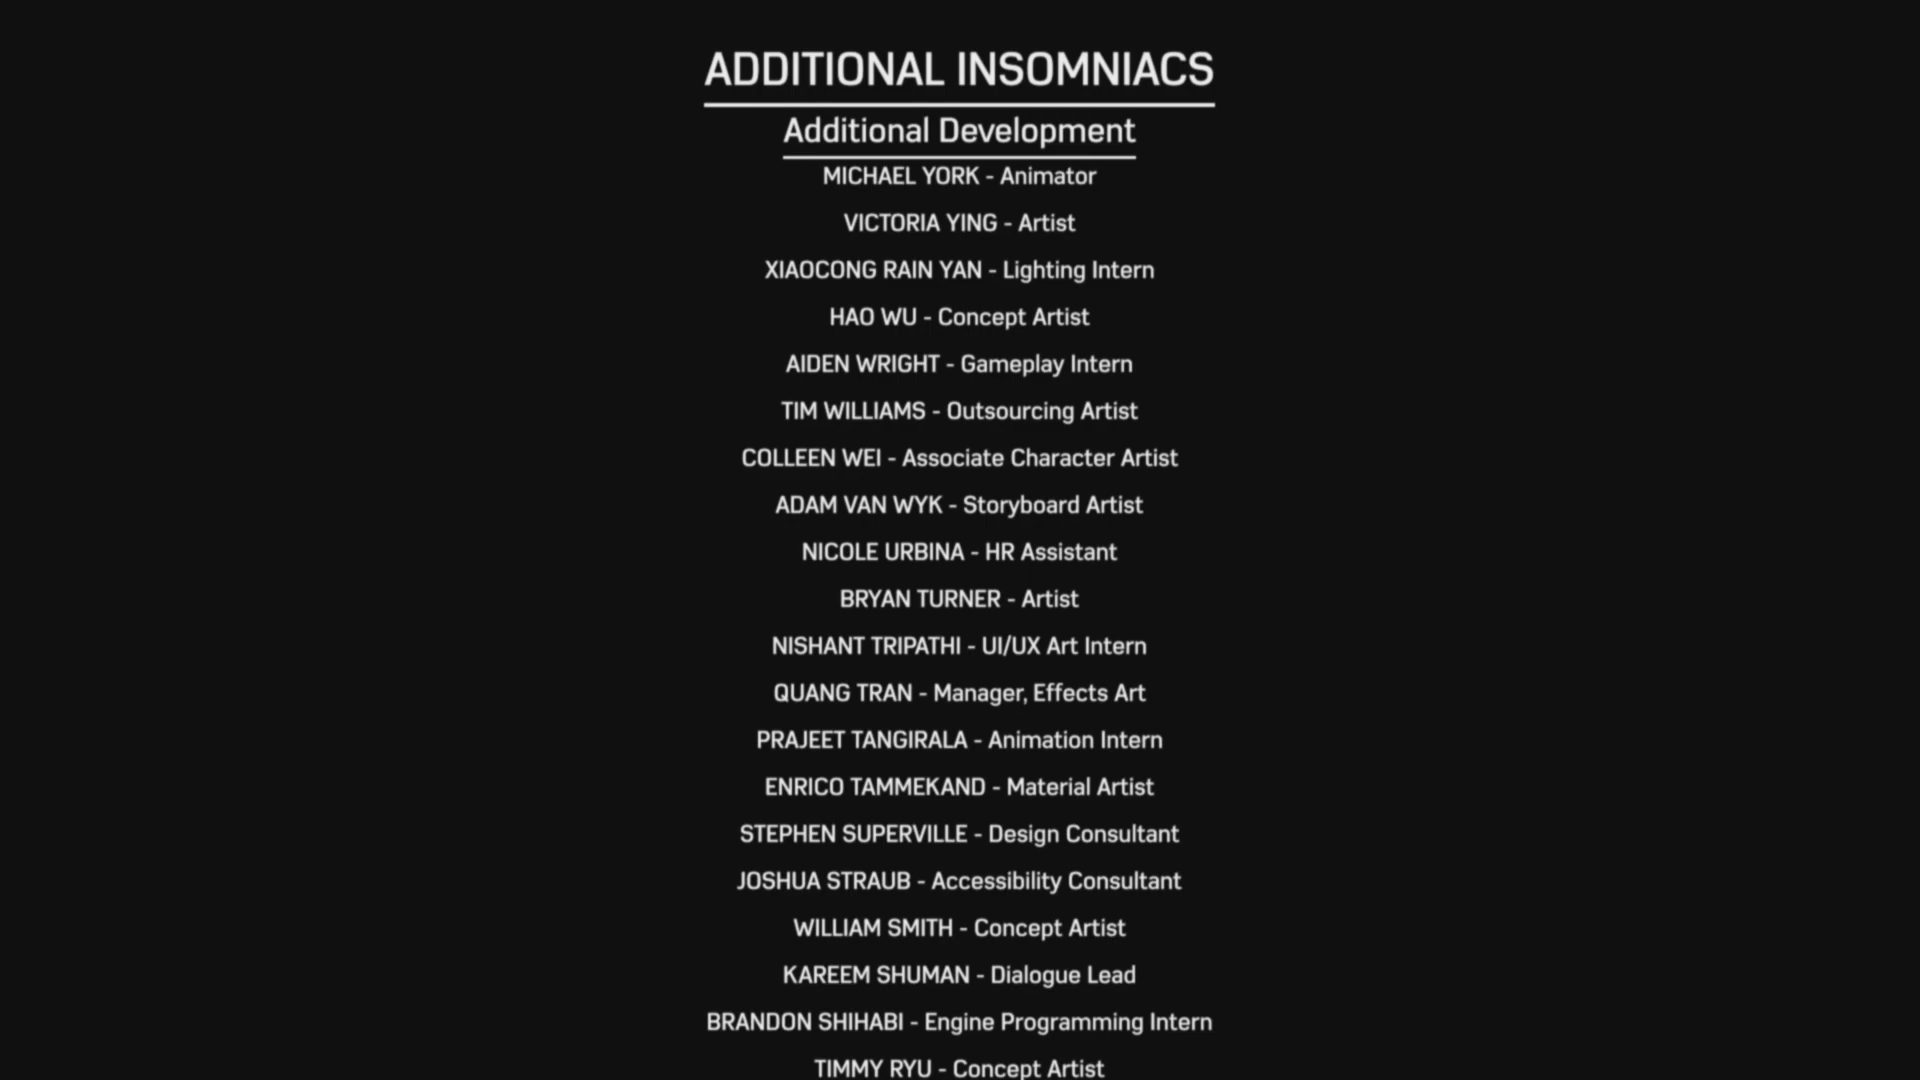 ADDITIONAL INSOMNIACS
Additional Development
MICHAEL YORK - Animator
VICTORIA YING - Artist
XIAOCONG RAIN YAN - Lighting Intern
HAO WU - Concept Artist
AIDEN WRIGHT - Gameplay Intern
TIM WILLIAMS - Outsourcing Artist
COLLEEN WEI - Associate Character Artist
ADAM VAN WYK - Storyboard Artist
NICOLE URBINA - HR Assistant
BRYAN TURNER - Artist
NISHANT TRIPATHI - UI/UX Art Intern
QUANG TRAN - Manager, Effects Art
PRAJEET TANGIRALA - Animation Intern
ENRICO TAMMEKAND - Material Artist
STEPHEN SUPERVILLE - Design Consultant
JOSHUA STRAUB - Accessibility Consultant
WILLIAM SMITH - Concept Artist
KAREEM SHUMAN - Dialogue Lead
BRANDON SHIHABI - Engine Programming Intern
TIMMY RYU - Concept Artist